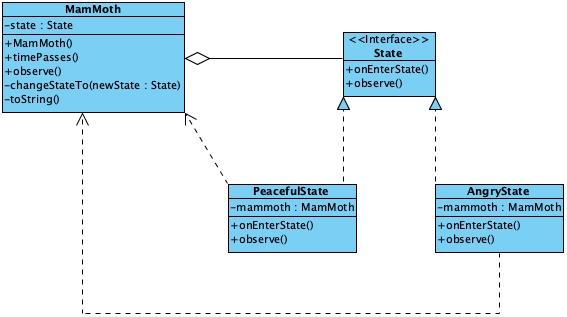 MamMoth
-state : State
+MamMoth()
+timePasses()
+observe()
-changeStateTo(newState : State)
-toString()
<<Interface>>
State
+onEnterState()
+observe()
PeacefulState
-mammoth : MamMoth
+onEnterState()
+observe()
AngryState
-mammoth : MamMoth
+onEnterState()
+observe()